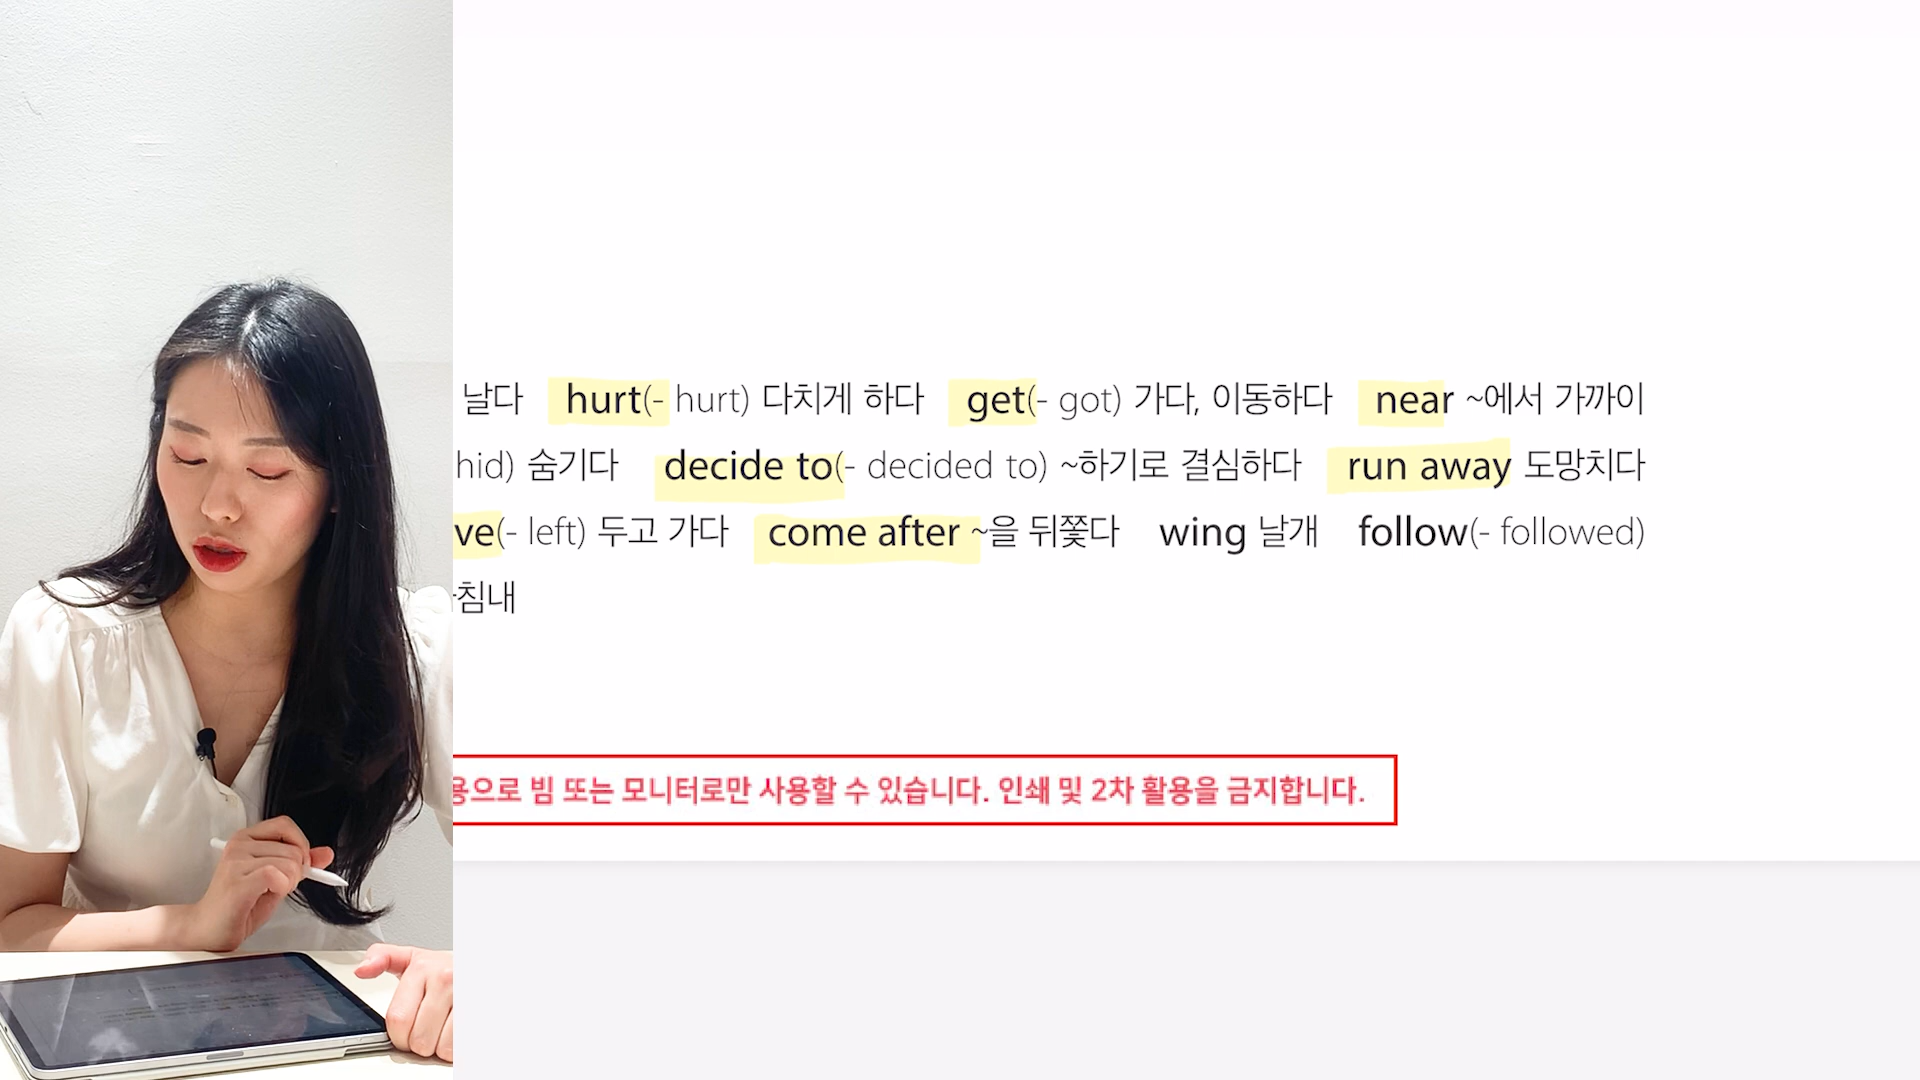 날다 hurt(- hurt) 다치게 하다 get(- got) 가다, 이동하다 near ~에서 가까이
hid) 숨기다 decide to(- decided to) ~하기로 결심하다 run away 도망치다
ve(- left) 두고 가다 come after ~을 뒤쫓다 wing 날개 follow(- followed)
침내
용으로 빔 또는 모니터로만 사용할 수 있습니다. 인쇄 및 2차 활용을 금지합니다.